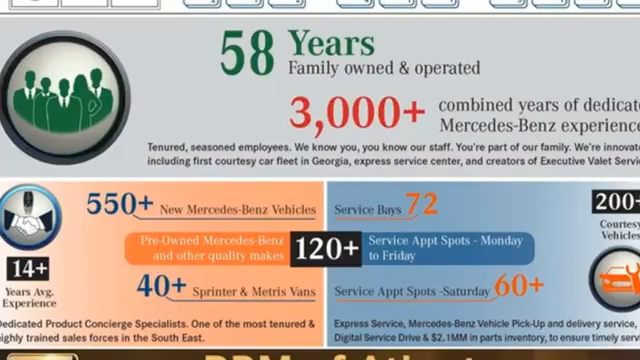 58 Years
Family owned & operated
3,000+ combined years of
Mercedes-Benz experience
Tenured, seasoned employees. We know you, you know our staff. You're part of our family. We're
including first courtesy car fleet in Georgia, express service center, and creators of Executive Valet
550+ New Mercedes-Benz Vehicles
Pre-Owned Mercedes-Benz
and other quality makes
120+
40+ Sprinter & Metris Vans
14+
Years Avg.
Experience
Dedicated Product Concierge Specialists. One of the most tenured &
highly trained sales forces in the South East.
Service Bays 72
Service Appt Spots - Monday
to Friday
Service Appt Spots -Saturday 60+
200+
Courtesy
Vehicles
Express Service, Mercedes-Benz Vehicle Pick-Up and delivery service,
Digital Service Drive & $2.1MM in parts inventory, to ensure timely